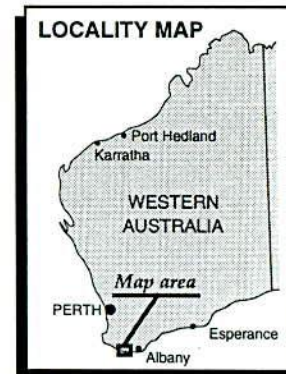 LOCALITY MAP
Port Hedland
Karratha
WESTERN
AUSTRALIA
Map area
PERTH
Esperance
Albany